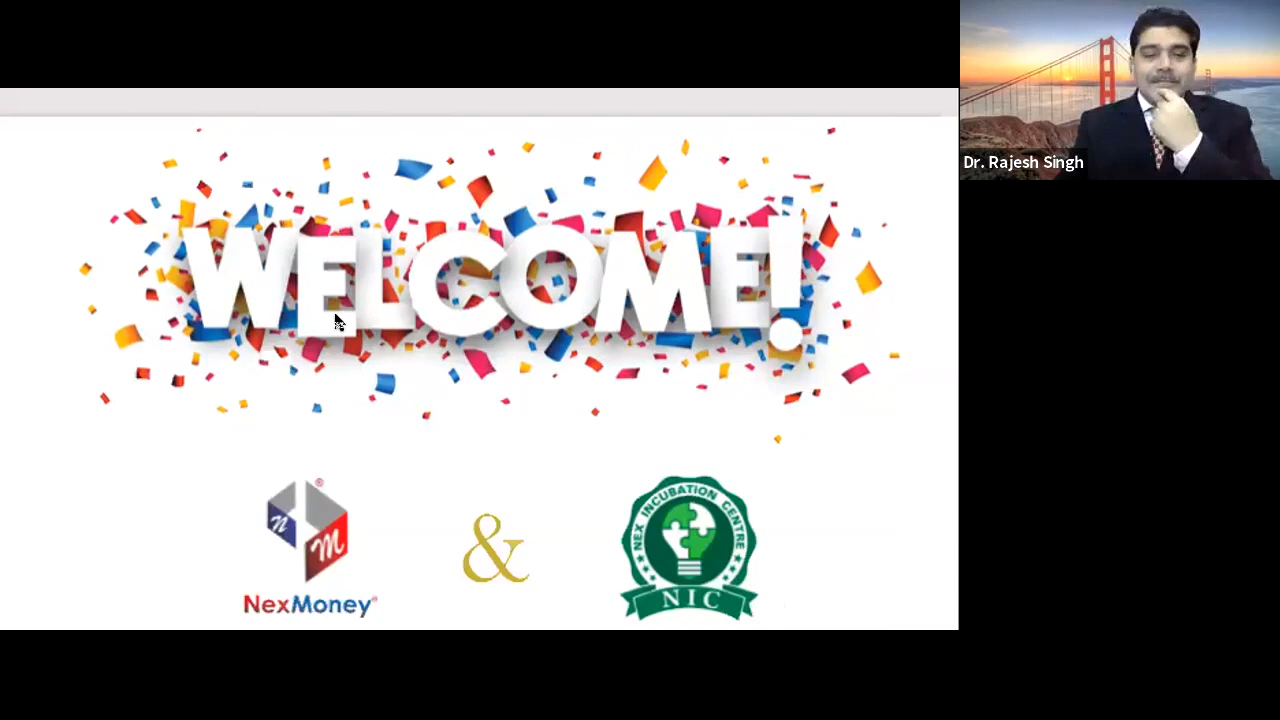 Dr. Rajesh Singh
WELCOME!
n
m
®
NexMoney®
&
NEX INCUBATION CENTRE
NIC